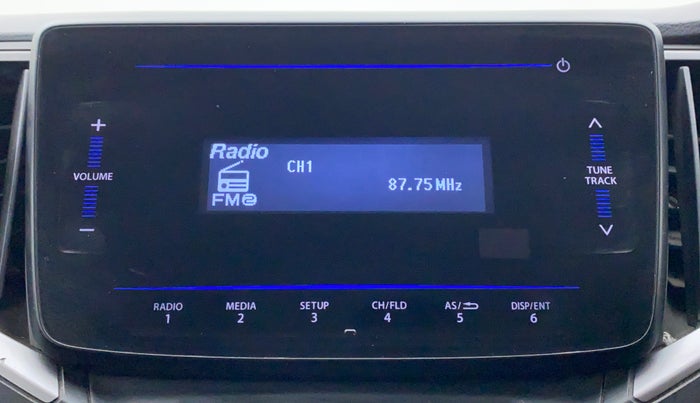 Radio
CH1
87.75 MHz
FM2
+
VOLUME
−
TUNE
TRACK
RADIO
1
MEDIA
2
SETUP
3
CH/FLD
4
AS/
5
DISP/ENT
6